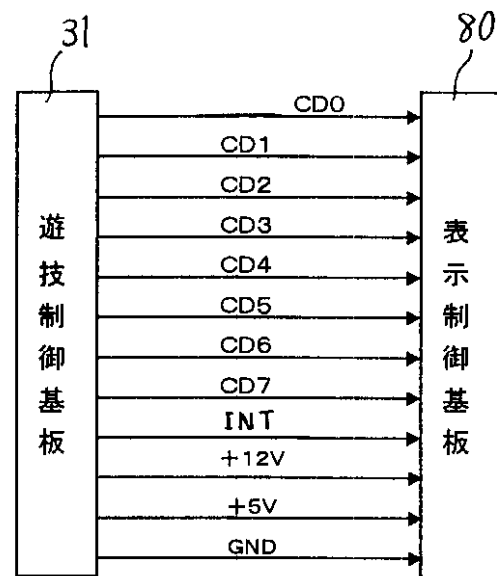 31
80
遊技制御基板
CD0
CD1
CD2
CD3
CD4
CD5
CD6
CD7
INT
+12V
+5V
GND
表示制御基板